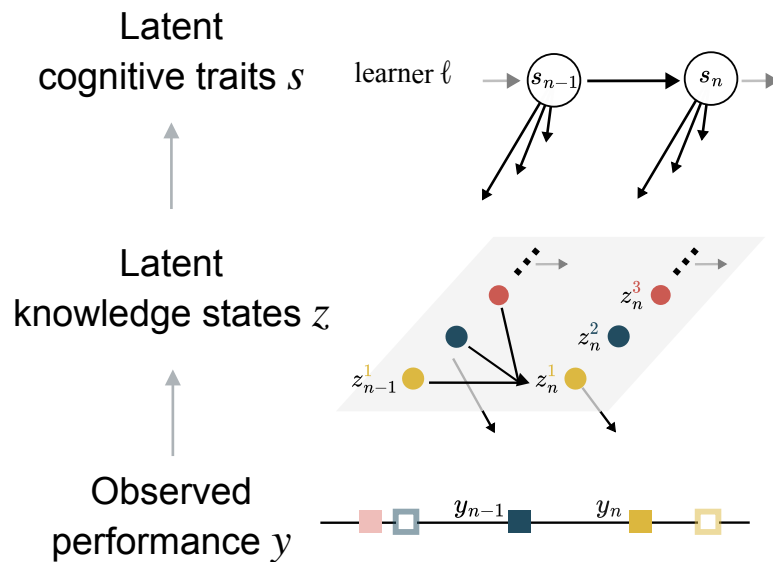 Latent
cognitive traits s
learner ℓ
s_{n-1}
s_n
Latent
knowledge states z
z_n^3
z_n^2
z_{n-1}^1
z_n^1
Observed
performance y
y_{n-1}
y_n